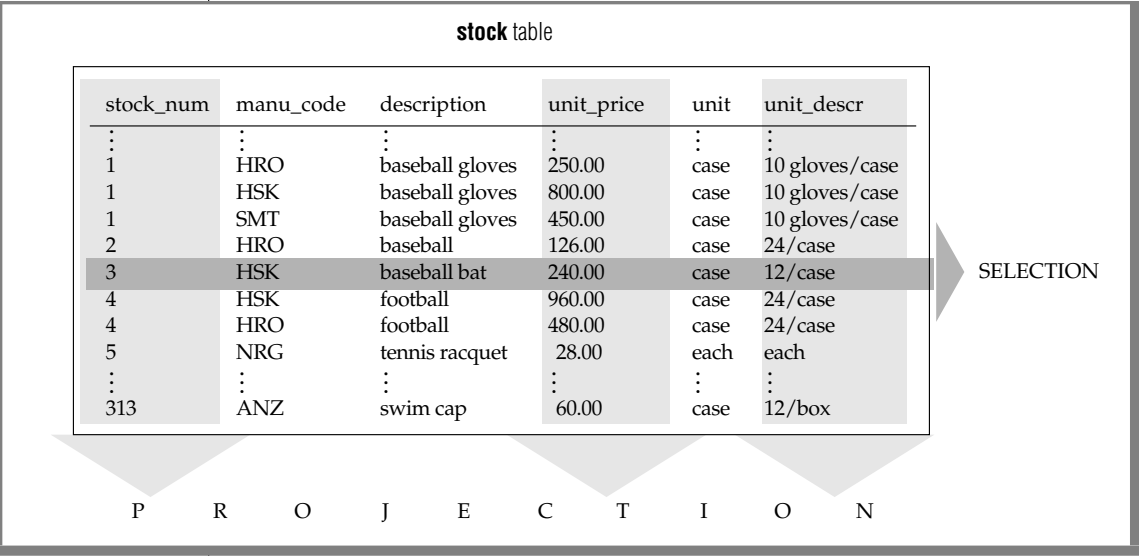 stock table
stock_num manu_code description unit_price unit unit_descr
⋮ ⋮ ⋮ ⋮ ⋮ ⋮
1 HRO baseball gloves 250.00 case 10 gloves/case
1 HSK baseball gloves 800.00 case 10 gloves/case
1 SMT baseball gloves 450.00 case 10 gloves/case
2 HRO baseball 126.00 case 24/case
3 HSK baseball bat 240.00 case 12/case SELECTION
4 HSK football 960.00 case 24/case
4 HRO football 480.00 case 24/case
5 NRG tennis racquet 28.00 each each
⋮ ⋮ ⋮ ⋮ ⋮ ⋮
313 ANZ swim cap 60.00 case 12/box
P R O J E C T I O N